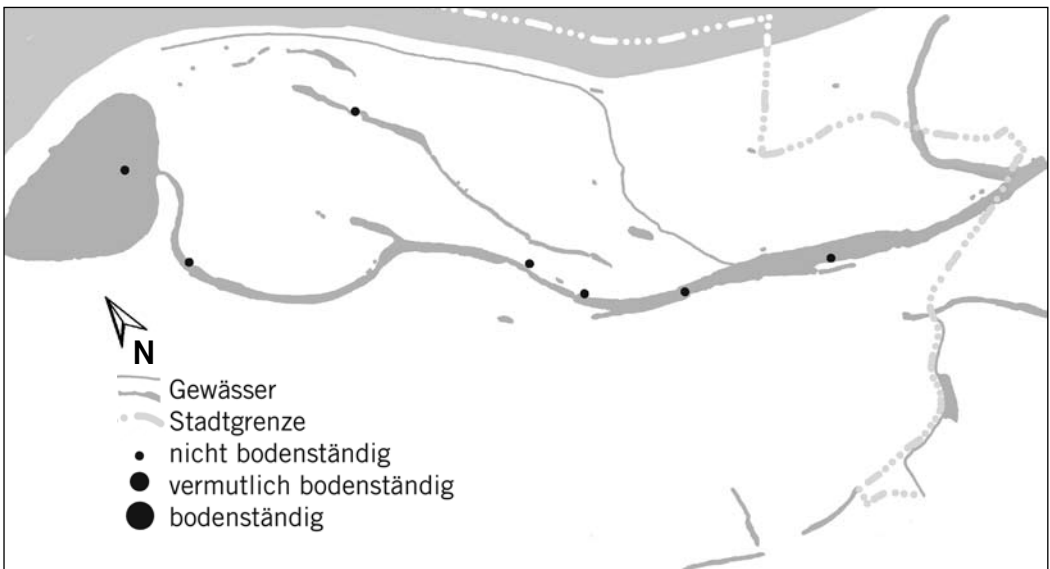 N
Gewässer
Stadtgrenze
nicht bodenständig
vermutlich bodenständig
bodenständig